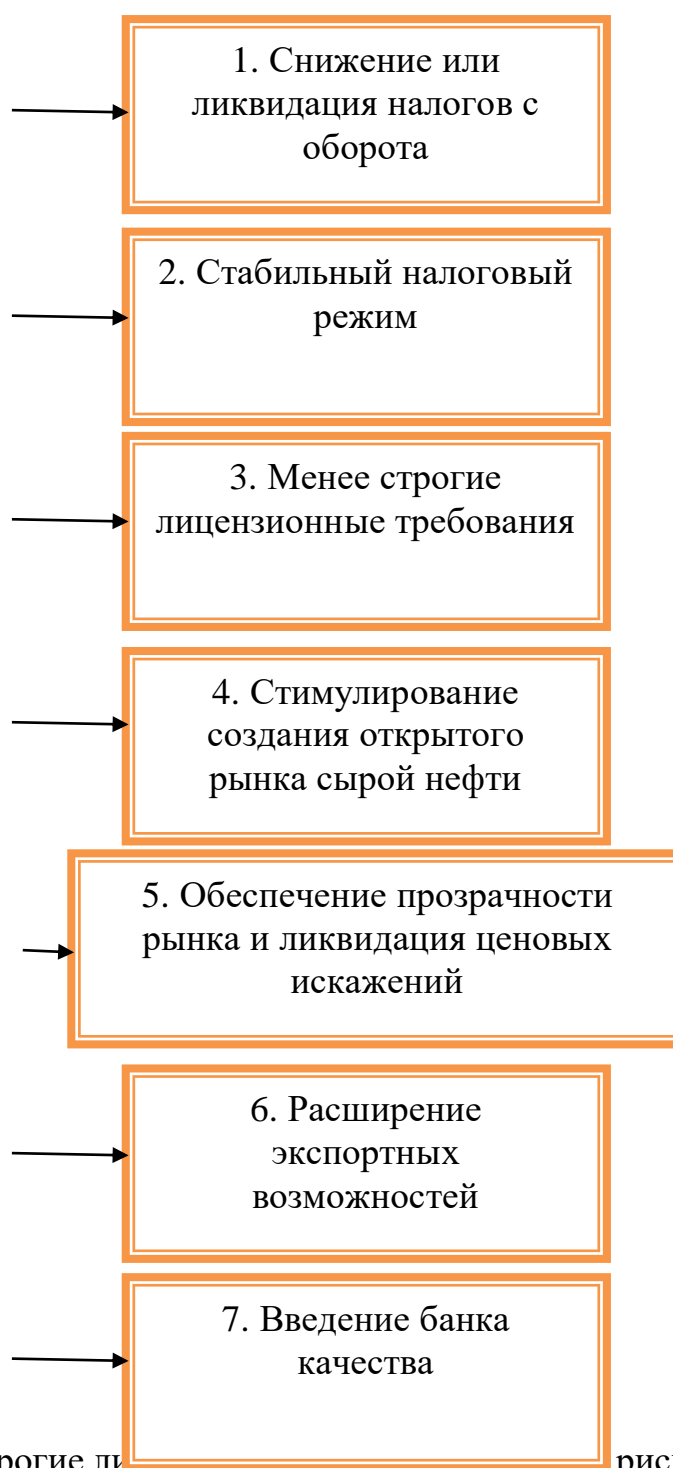 1. Снижение или
ликвидация налогов с
оборота
2. Стабильный налоговый
режим
3. Менее строгие
лицензионные требования
4. Стимулирование
создания открытого
рынка сырой нефти
5. Обеспечение прозрачности
рынка и ликвидация ценовых
искажений
6. Расширение
экспортных
возможностей
7. Введение банка
качества